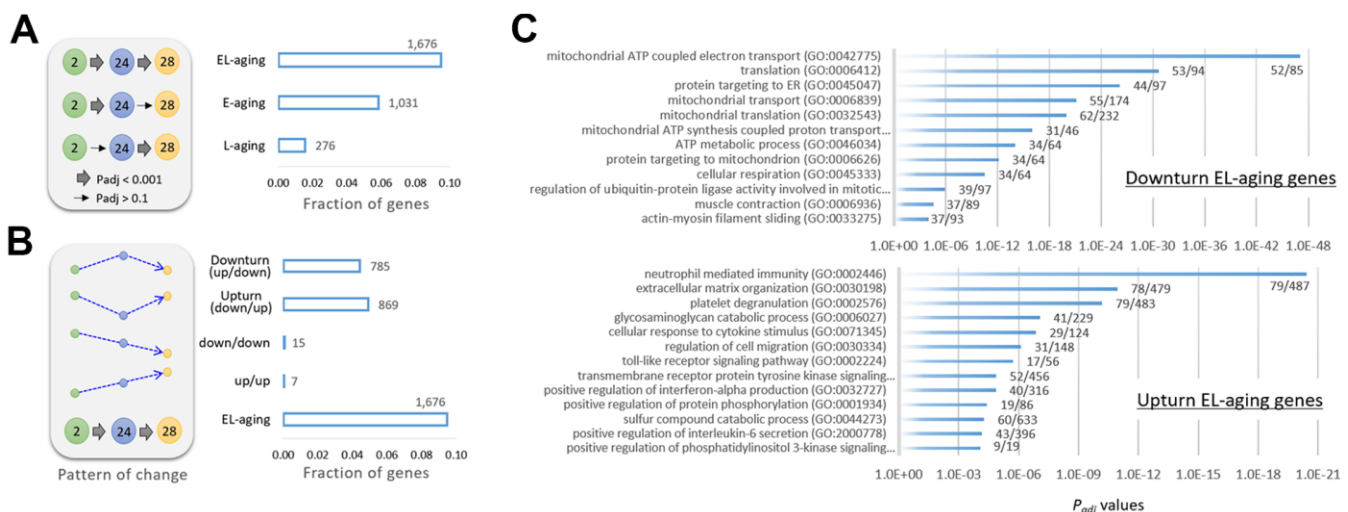 A
2 24 28
2 24 28
2 24 28
Padj < 0.001
Padj > 0.1
EL-aging 1,676
E-aging 1,031
L-aging 276
0.00 0.02 0.04 0.06 0.08 0.10
Fraction of genes
B
2 24 28
Pattern of change
Downturn
(up/down) 785
Upturn
(down/up) 869
down/down 15
up/up 7
EL-aging 1,676
0.00 0.02 0.04 0.06 0.08 0.10
Fraction of genes
C
mitochondrial ATP coupled electron transport (GO:0042775) 52/85
translation (GO:0006412) 53/94
protein targeting to ER (GO:0045047) 44/97
mitochondrial transport (GO:0006839) 55/174
mitochondrial translation (GO:0032543) 62/232
mitochondrial ATP synthesis coupled proton transport... 31/46
ATP metabolic process (GO:0046034) 34/64
protein targeting to mitochondrion (GO:0006626) 34/64
cellular respiration (GO:0045333) 34/64
regulation of ubiquitin-protein ligase activity involved in mitotic... 39/97
muscle contraction (GO:0006936) 37/89
actin-myosin filament sliding (GO:0033275) 37/93
Downturn EL-aging genes
1.0E+00 1.0E-06 1.0E-12 1.0E-18 1.0E-24 1.0E-30 1.0E-36 1.0E-42 1.0E-48
neutrophil mediated immunity (GO:0002446) 79/487
extracellular matrix organization (GO:0030198) 78/479
platelet degranulation (GO:0002576) 79/483
glycosaminoglycan catabolic process (GO:0006027) 41/229
cellular response to cytokine stimulus (GO:0071345) 29/124
regulation of cell migration (GO:0030334) 31/148
toll-like receptor signaling pathway (GO:0002224) 17/56
transmembrane receptor protein tyrosine kinase signaling... 52/456
positive regulation of interferon-alpha production (GO:0032727) 40/316
positive regulation of protein phosphorylation (GO:0001934) 19/86
sulfur compound catabolic process (GO:0044273) 60/633
positive regulation of interleukin-6 secretion (GO:2000778) 43/396
positive regulation of phosphatidylinositol 3-kinase signaling... 9/19
Upturn EL-aging genes
1.0E+00 1.0E-03 1.0E-06 1.0E-09 1.0E-12 1.0E-15 1.0E-18 1.0E-21
Padj values